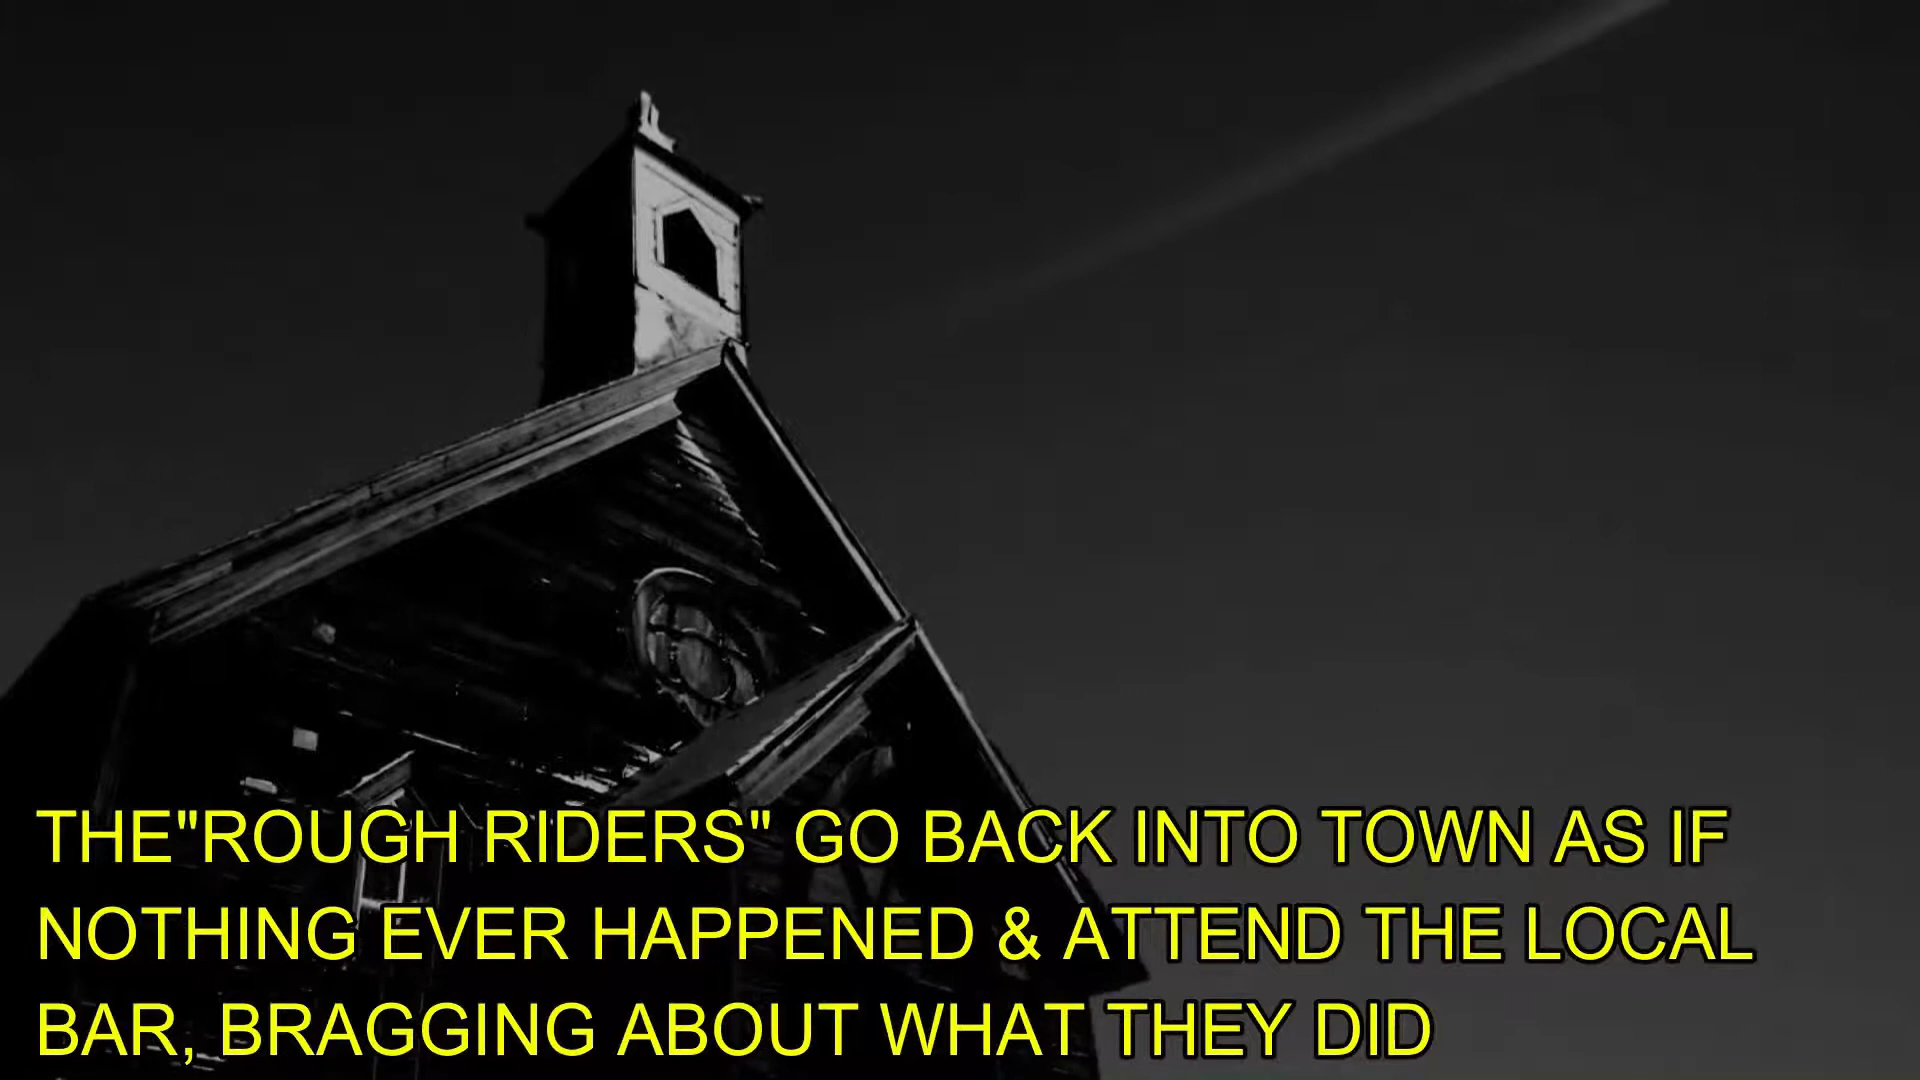 THE"ROUGH RIDERS" GO BACK INTO TOWN AS IF
NOTHING EVER HAPPENED & ATTEND THE LOCAL
BAR, BRAGGING ABOUT WHAT THEY DID